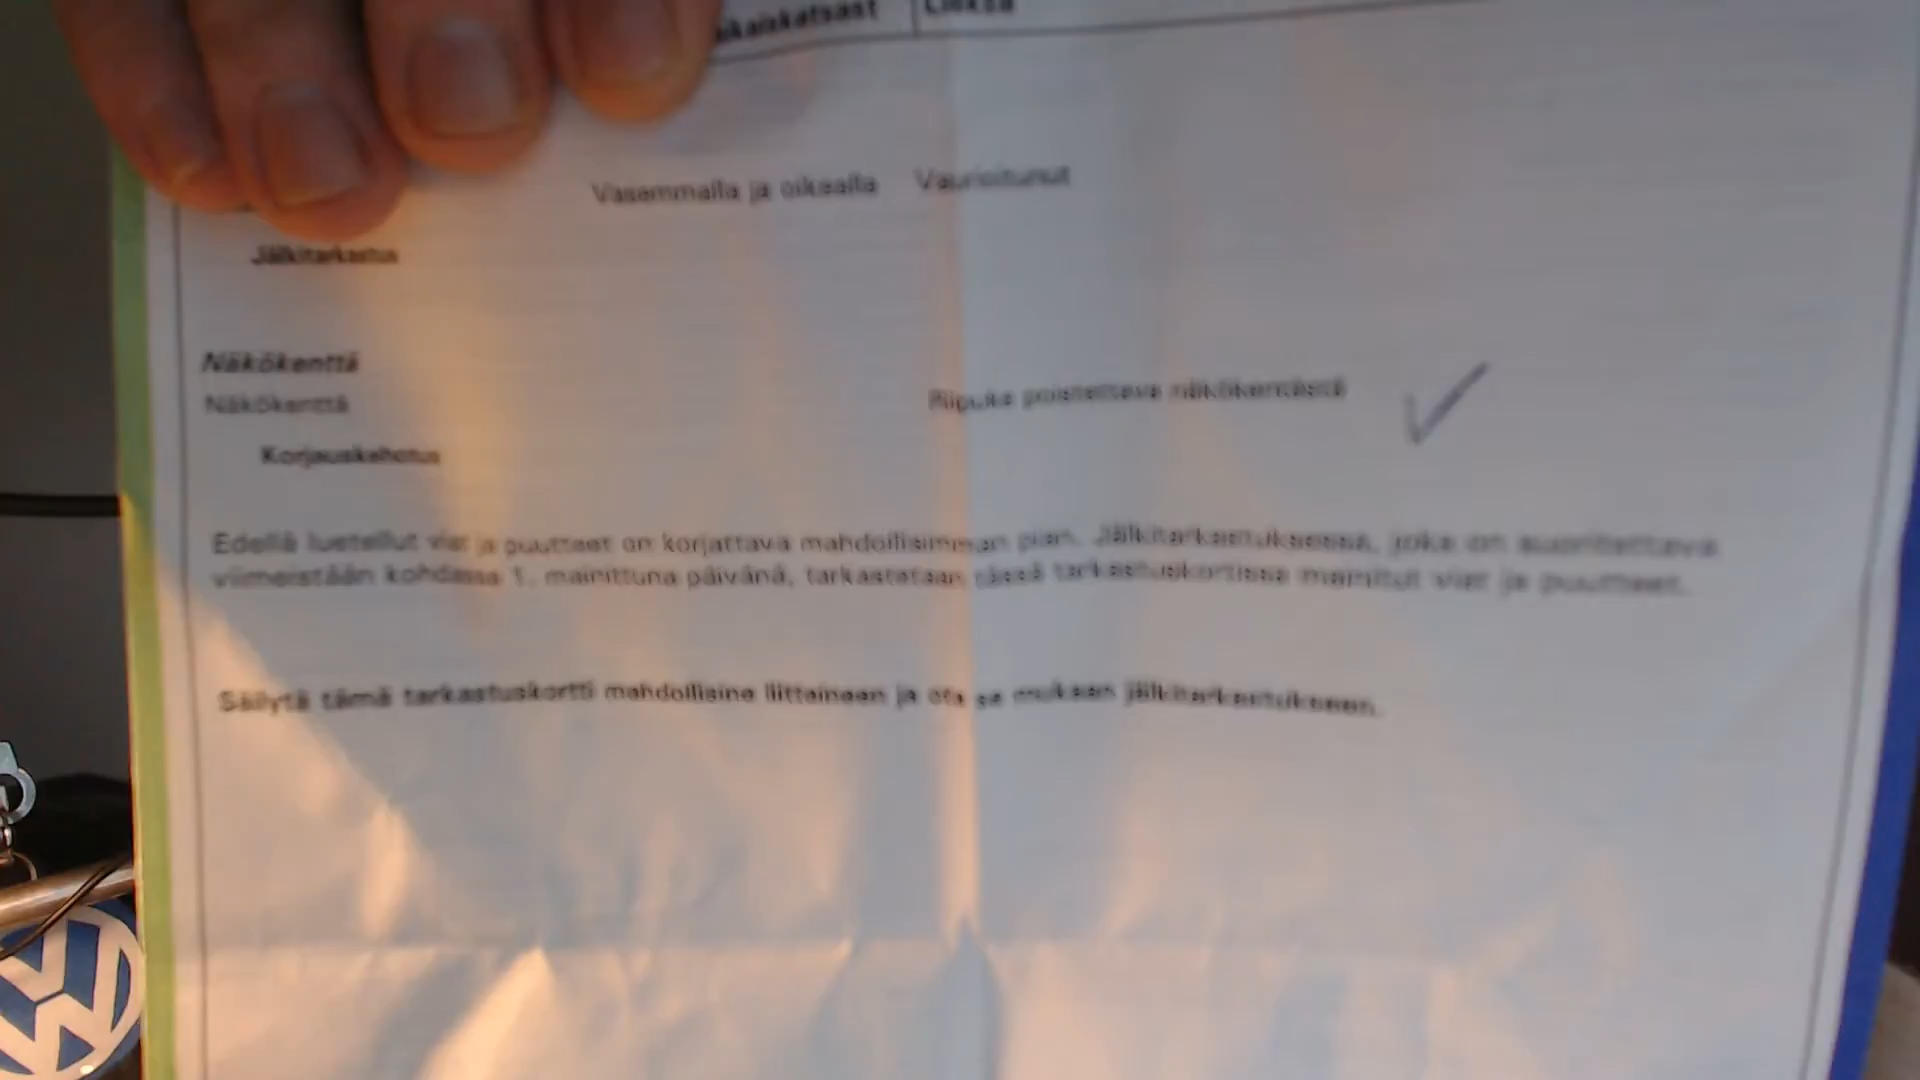 Vasemmalla ja oikealla Vaurioitunut
Jälkitarkastus
Näkökenttä
Näkökenttä Riipuke poistettava näkökentästä
Korjauskehotus
Edellä luetellut viat ja puutteet on korjattava mahdollisimman pian. Jälkitarkastuksessa, joka on suoritettava
viimeistään kohdassa 1. mainittuna päivänä, tarkastetaan tässä tarkastuskortissa mainitut viat ja puutteet.
Säilytä tämä tarkastuskortti mahdollisine liitteineen ja ota se mukaan jälkitarkastukseen.
VW